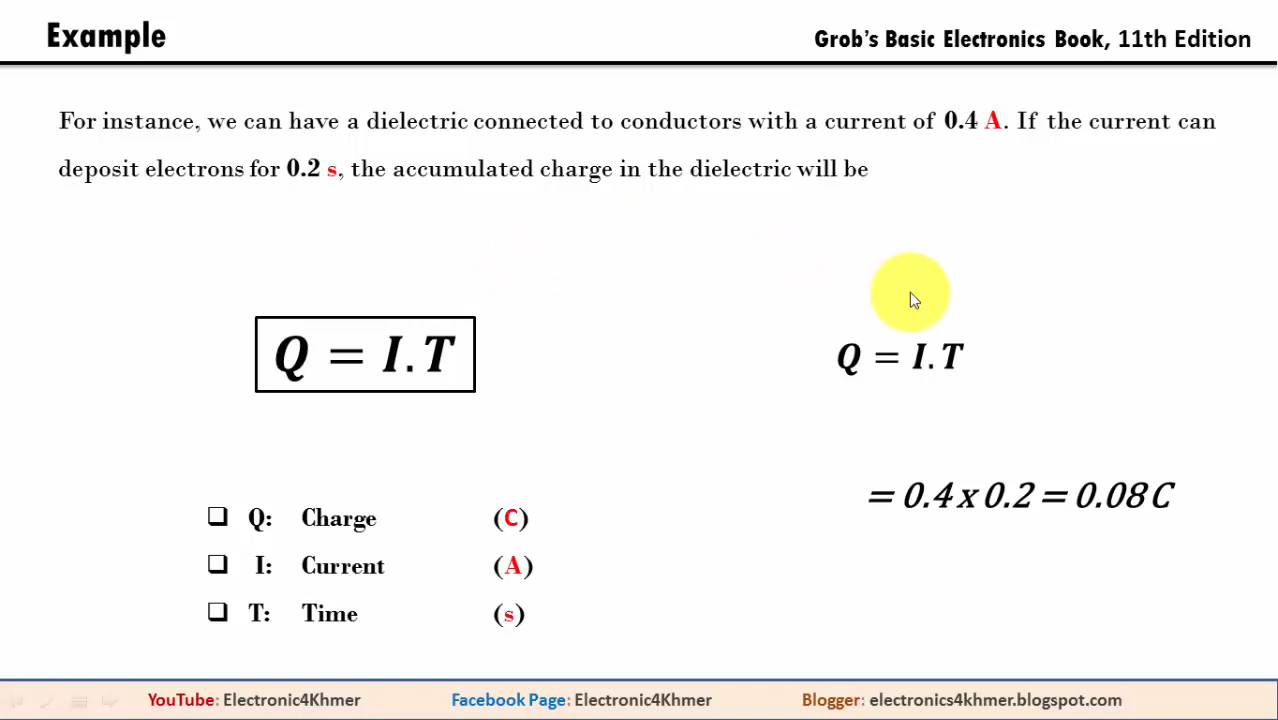 Example
Grob's Basic Electronics Book, 11th Edition
For instance, we can have a dielectric connected to conductors with a current of 0.4 A. If the current can
deposit electrons for 0.2 s, the accumulated charge in the dielectric will be
Q = I.T
Q = I.T
= 0.4 x 0.2 = 0.08 C
❑ Q: Charge (C)
❑ I: Current (A)
❑ T: Time (s)
YouTube: Electronic4Khmer Facebook Page: Electronic4Khmer Blogger: electronics4khmer.blogspot.com